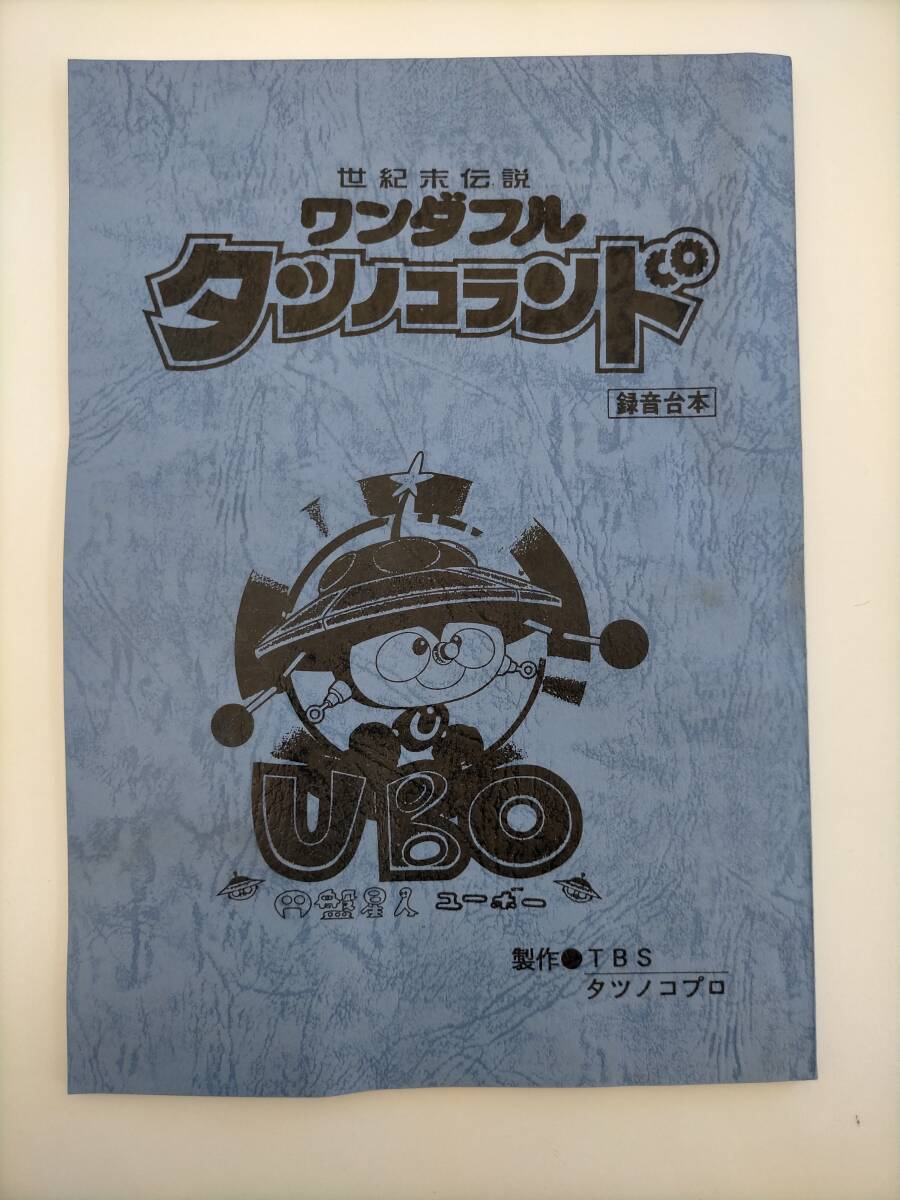 世紀末伝説
ワンダフル
タツノコランド
録音台本
UBO
円盤星人 ユーボー
製作●TBS
タツノコプロ